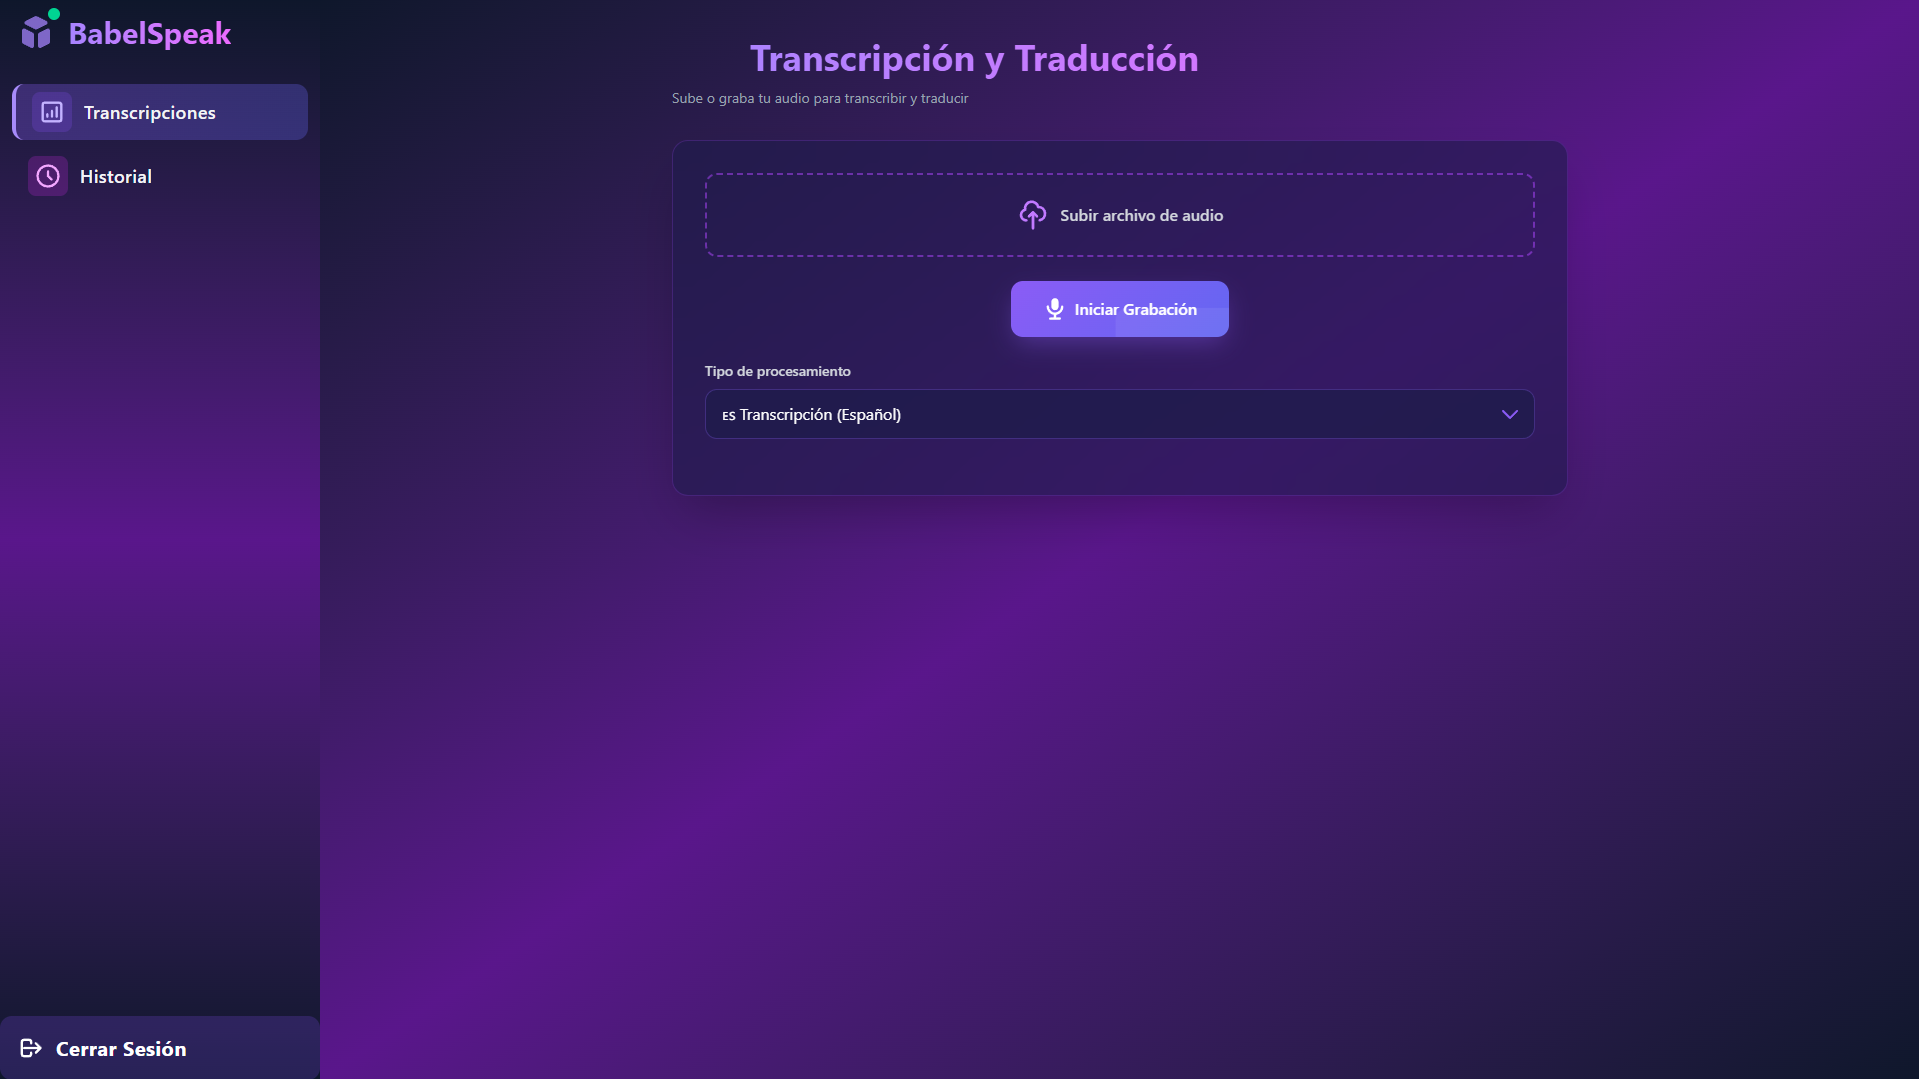 BabelSpeak
Transcripciones
Historial
Cerrar Sesión
Transcripción y Traducción
Sube o graba tu audio para transcribir y traducir
Subir archivo de audio
Iniciar Grabación
Tipo de procesamiento
ES Transcripción (Español)